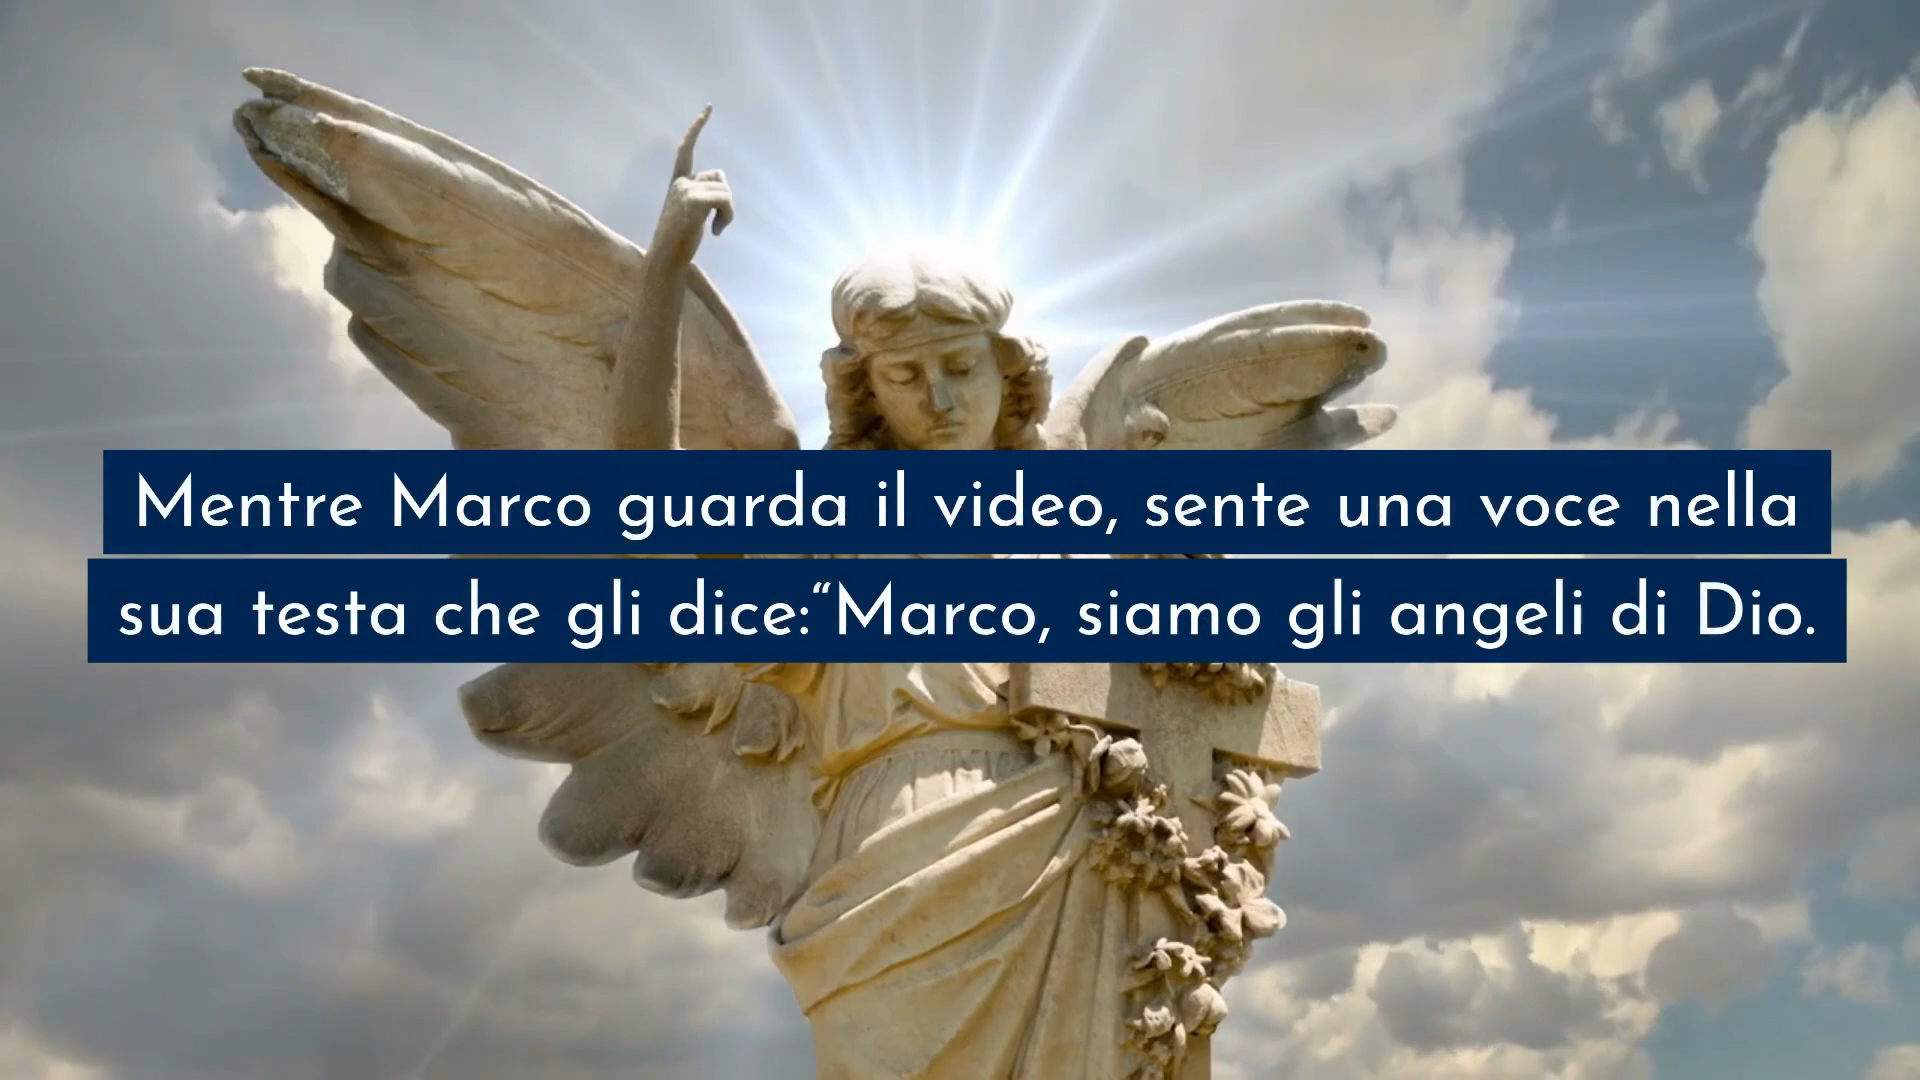 Mentre Marco guarda il video, sente una voce nella
sua testa che gli dice:“Marco, siamo gli angeli di Dio.